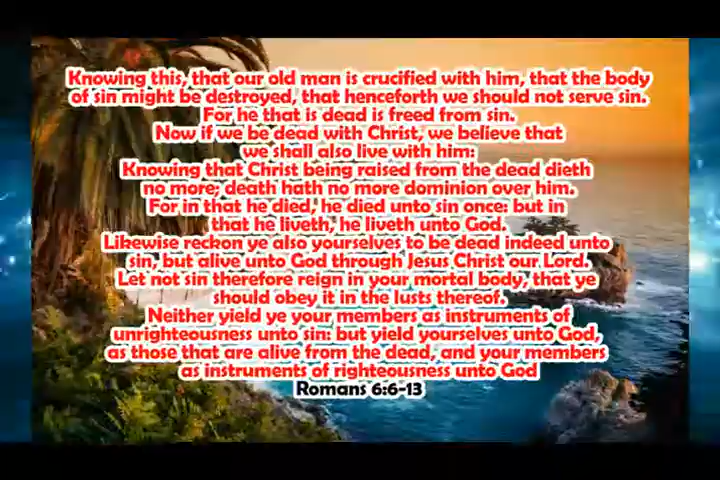 Knowing this, that our old man is crucified with him, that the body
of sin might be destroyed, that henceforth we should not serve sin.
For he that is dead is freed from sin.
Now if we be dead with Christ, we believe that
we shall also live with him:
Knowing that Christ being raised from the dead dieth
no more; death hath no more dominion over him.
For in that he died, he died unto sin once: but in
that he liveth, he liveth unto God.
Likewise reckon ye also yourselves to be dead indeed unto
sin, but alive unto God through Jesus Christ our Lord.
Let not sin therefore reign in your mortal body, that ye
should obey it in the lusts thereof.
Neither yield ye your members as instruments of
unrighteousness unto sin: but yield yourselves unto God,
as those that are alive from the dead, and your members
as instruments of righteousness unto God
Romans 6:6-13